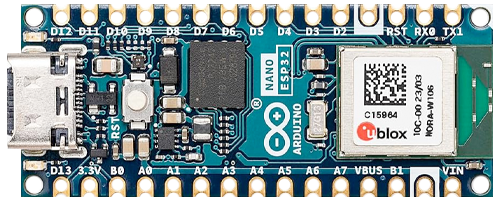 D12 D11 D10 D9 D8 D7 D6 D5 D4 D3 D2 RST RX0 TX1
RST
NANO
ESP32
®
ARDUINO
C15964
ublox
10C-00 22/03
NORA-W106
D13 3.3V B0 A0 A1 A2 A3 A4 A5 A6 A7 VBUS B1 VIN